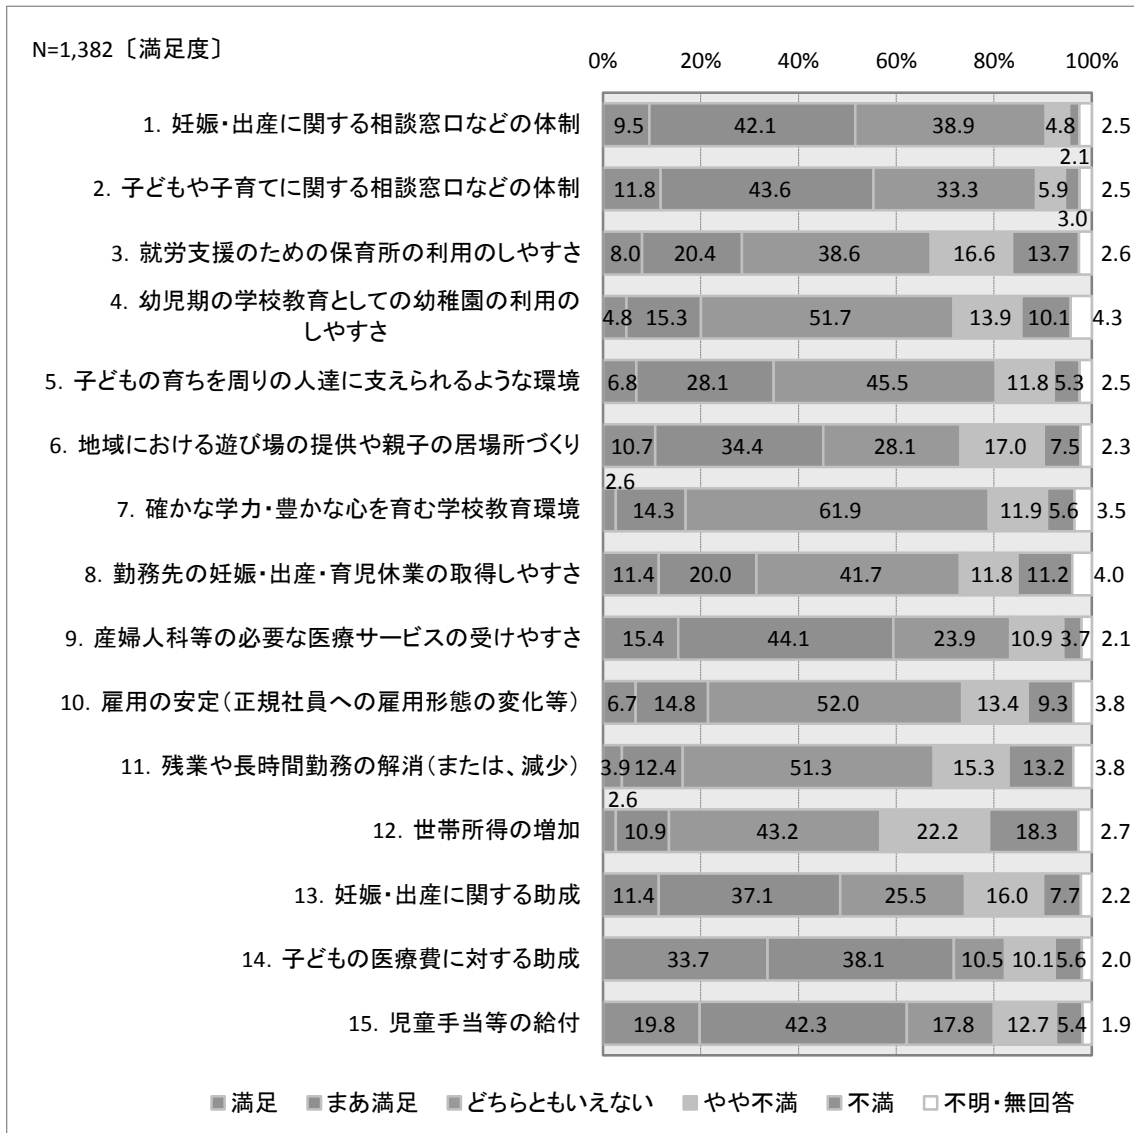 N=1,382〔満足度〕
0% 20% 40% 60% 80% 100%
1. 妊娠・出産に関する相談窓口などの体制 9.5 42.1 38.9 4.8 2.5
2.1
2. 子どもや子育てに関する相談窓口などの体制 11.8 43.6 33.3 5.9 2.5
3.0
3. 就労支援のための保育所の利用のしやすさ 8.0 20.4 38.6 16.6 13.7 2.6
4. 幼児期の学校教育としての幼稚園の利用の
しやすさ 4.8 15.3 51.7 13.9 10.1 4.3
5. 子どもの育ちを周りの人達に支えられるような環境 6.8 28.1 45.5 11.8 5.3 2.5
6. 地域における遊び場の提供や親子の居場所づくり 10.7 34.4 28.1 17.0 7.5 2.3
2.6
7. 確かな学力・豊かな心を育む学校教育環境 14.3 61.9 11.9 5.6 3.5
8. 勤務先の妊娠・出産・育児休業の取得しやすさ 11.4 20.0 41.7 11.8 11.2 4.0
9. 産婦人科等の必要な医療サービスの受けやすさ 15.4 44.1 23.9 10.9 3.7 2.1
10. 雇用の安定（正規社員への雇用形態の変化等） 6.7 14.8 52.0 13.4 9.3 3.8
11. 残業や長時間勤務の解消（または、減少） 3.9 12.4 51.3 15.3 13.2 3.8
2.6
12. 世帯所得の増加 10.9 43.2 22.2 18.3 2.7
13. 妊娠・出産に関する助成 11.4 37.1 25.5 16.0 7.7 2.2
14. 子どもの医療費に対する助成 33.7 38.1 10.5 10.1 5.6 2.0
15. 児童手当等の給付 19.8 42.3 17.8 12.7 5.4 1.9
満足 まあ満足 どちらともいえない やや不満 不満 不明・無回答